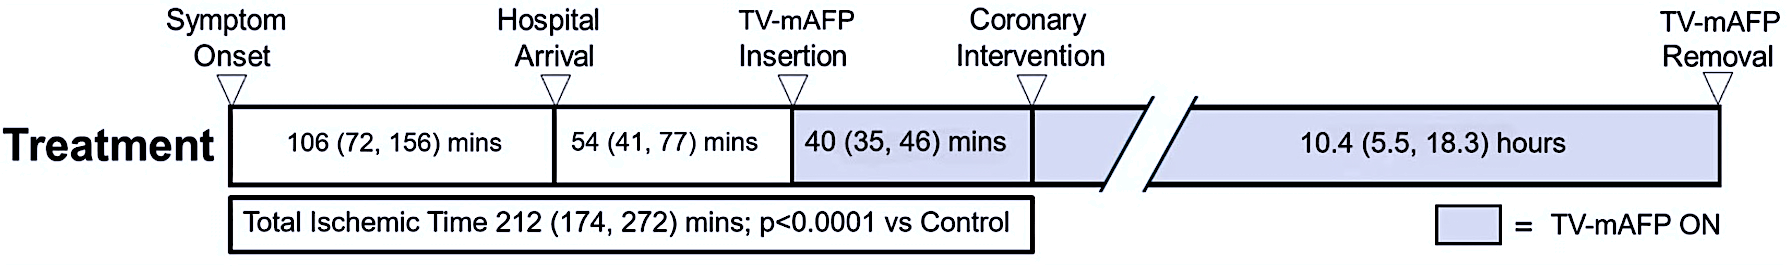 Symptom
Onset
Hospital
Arrival
TV-mAFP
Insertion
Coronary
Intervention
TV-mAFP
Removal
Treatment
106 (72, 156) mins
54 (41, 77) mins
40 (35, 46) mins
10.4 (5.5, 18.3) hours
Total Ischemic Time 212 (174, 272) mins; p<0.0001 vs Control
= TV-mAFP ON